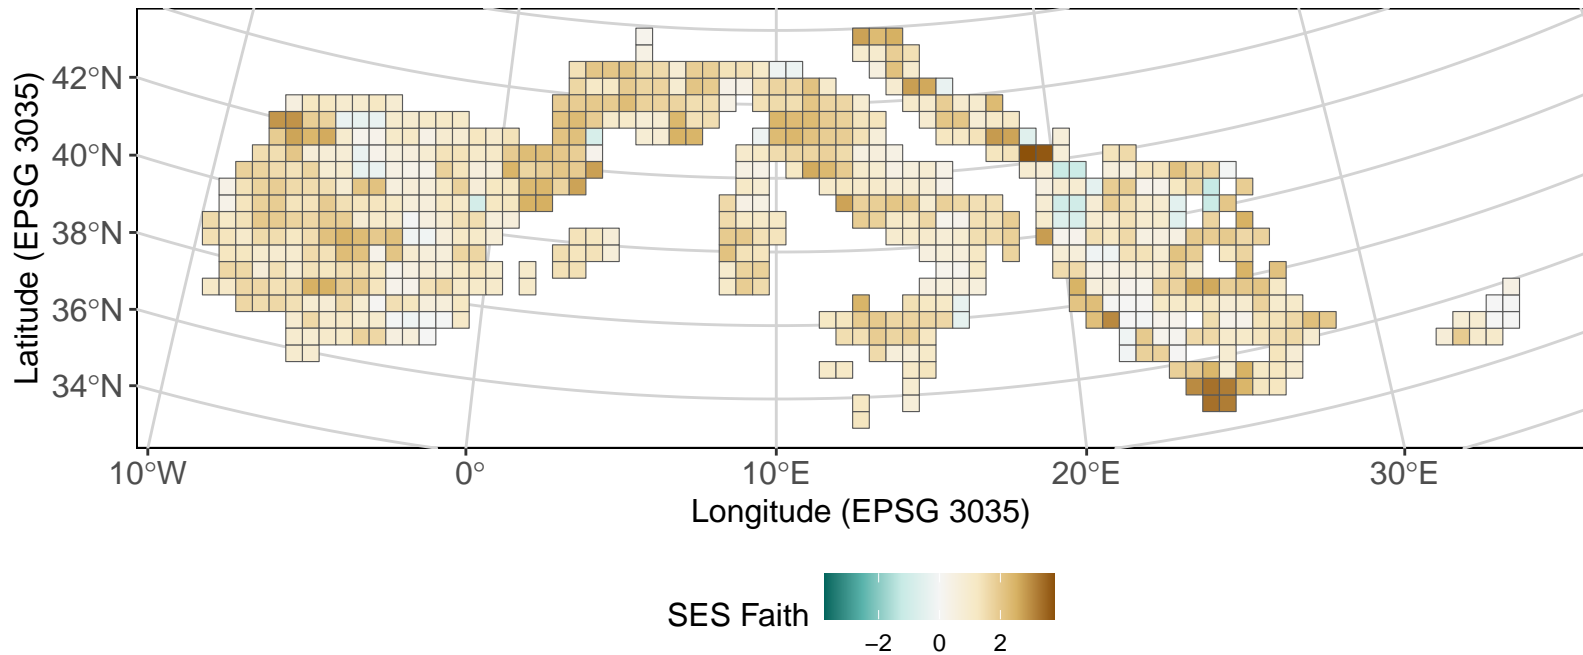 42°N
40°N
38°N
36°N
34°N
Latitude (EPSG 3035)
10°W 0° 10°E 20°E 30°E
Longitude (EPSG 3035)
SES Faith
−2 0 2